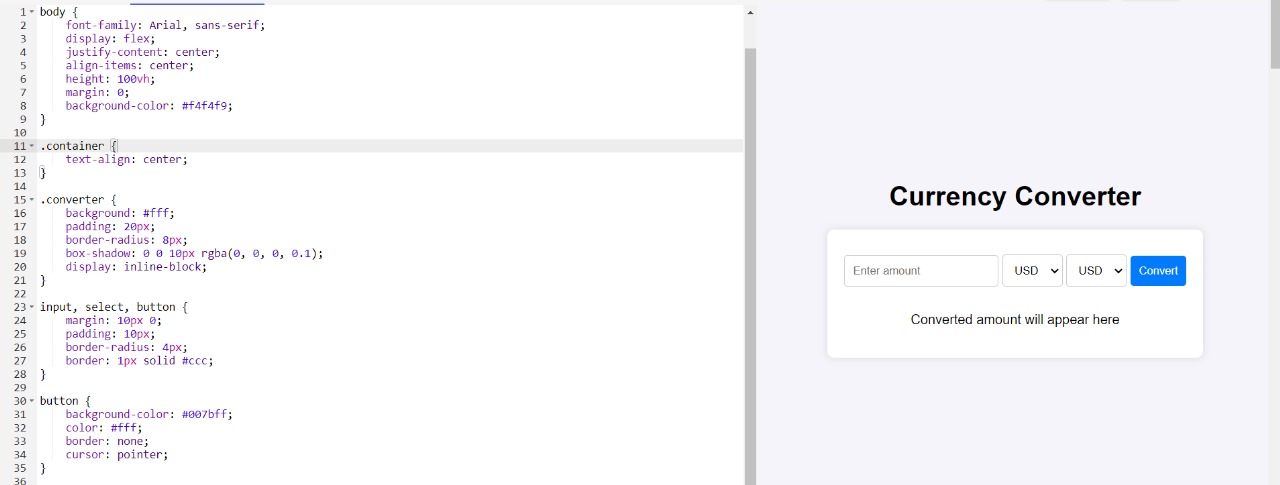 1 body {
2 font-family: Arial, sans-serif;
3 display: flex;
4 justify-content: center;
5 align-items: center;
6 height: 100vh;
7 margin: 0;
8 background-color: #f4f4f9;
9 }
10
11 .container {
12 text-align: center;
13 }
14
15 .converter {
16 background: #fff;
17 padding: 20px;
18 border-radius: 8px;
19 box-shadow: 0 0 10px rgba(0, 0, 0, 0.1);
20 display: inline-block;
21 }
22
23 input, select, button {
24 margin: 10px 0;
25 padding: 10px;
26 border-radius: 4px;
27 border: 1px solid #ccc;
28 }
29
30 button {
31 background-color: #007bff;
32 color: #fff;
33 border: none;
34 cursor: pointer;
35 }
36
Currency Converter
Enter amount USD USD Convert
Converted amount will appear here